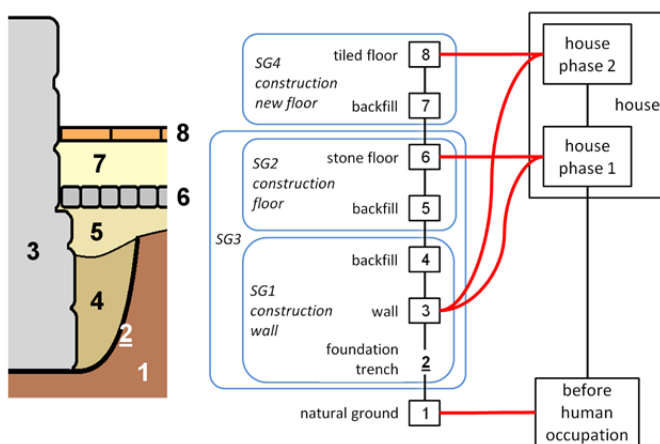 8
7
6
5
3
4
2
1
SG4
construction
new floor
tiled floor
8
backfill
7
SG3
SG2
construction
floor
stone floor
6
backfill
5
SG1
construction
wall
backfill
4
wall
3
foundation
trench
2
natural ground
1
house
phase 2
house
house
phase 1
before
human
occupation